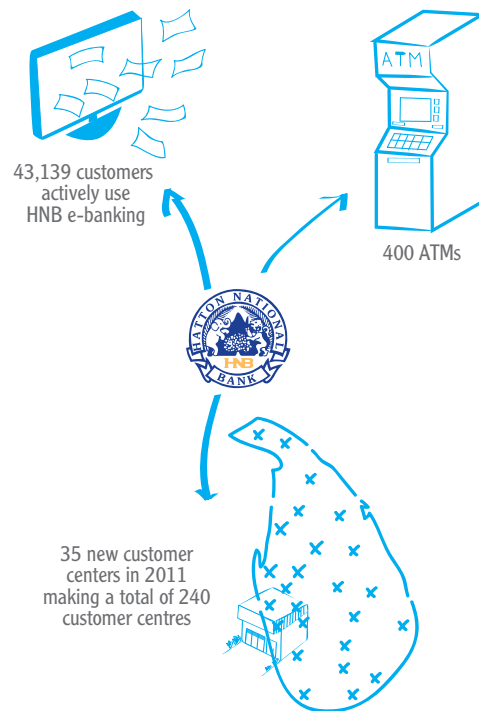 ATM
43,139 customers
actively use
HNB e-banking
400 ATMs
HATTON NATIONAL
HNB
BANK
35 new customer
centers in 2011
making a total of 240
customer centres